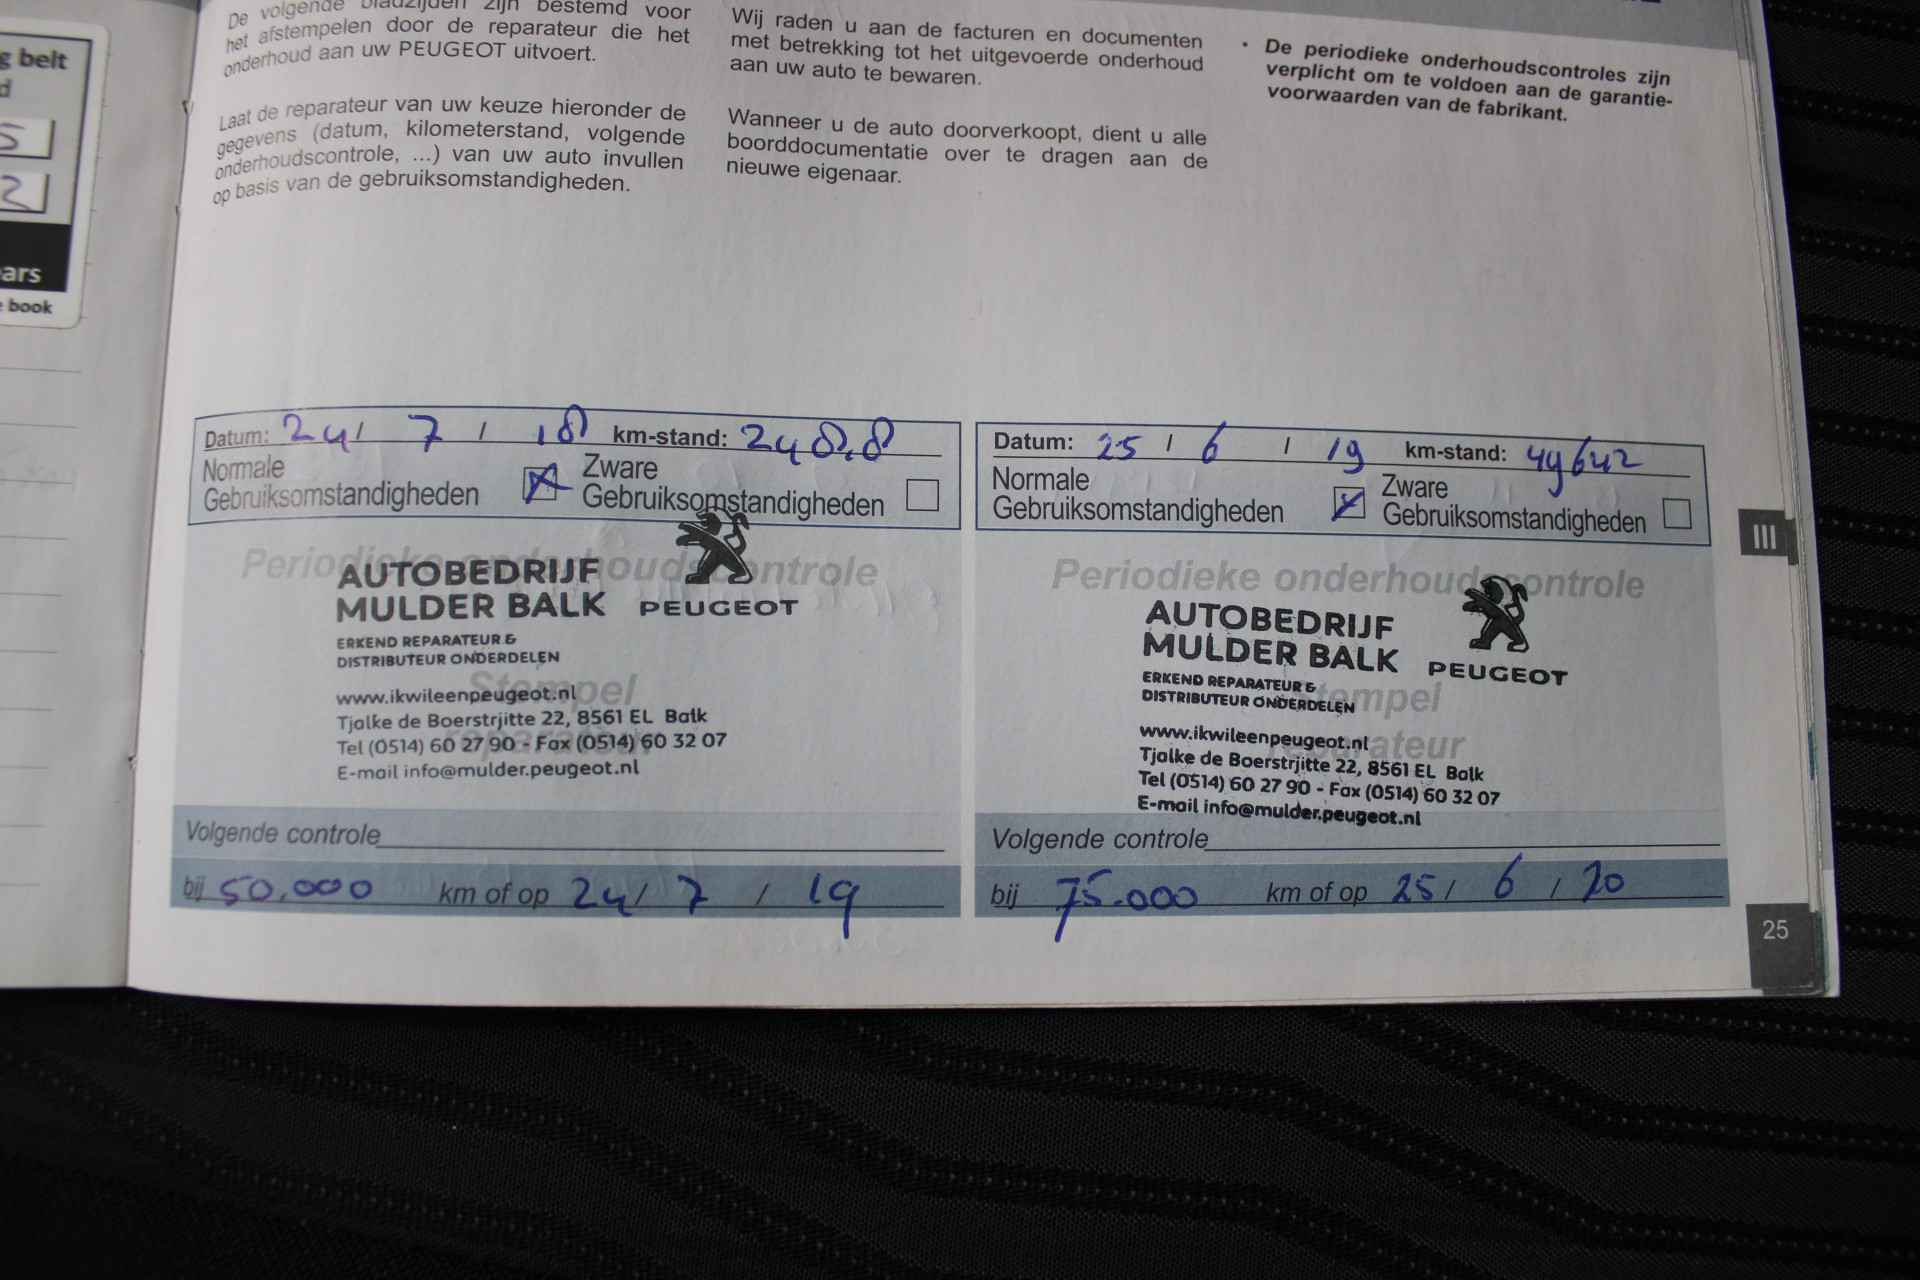 g belt
d
5
2
ars
book
De volgende bladzijden zijn bestemd voor
het afstempelen door de reparateur die het
onderhoud aan uw PEUGEOT uitvoert.
Laat de reparateur van uw keuze hieronder de
gegevens (datum, kilometerstand, volgende
onderhoudscontrole, ...) van uw auto invullen
op basis van de gebruiksomstandigheden.
Wij raden u aan de facturen en documenten
met betrekking tot het uitgevoerde onderhoud
aan uw auto te bewaren.
Wanneer u de auto doorverkoopt, dient u alle
boorddocumentatie over te dragen aan de
nieuwe eigenaar.
• De periodieke onderhoudscontroles zijn
verplicht om te voldoen aan de garantie-
voorwaarden van de fabrikant.
Datum: 24 / 7 / 18 km-stand: 24808
Normale
Gebruiksomstandigheden
Zware
Gebruiksomstandigheden
Periodieke onderhoudscontrole
AUTOBEDRIJF
MULDER BALK PEUGEOT
ERKEND REPARATEUR &
DISTRIBUTEUR ONDERDELEN
Stempel
reparateur
www.ikwileenpeugeot.nl
Tjalke de Boerstrjitte 22, 8561 EL Balk
Tel (0514) 60 27 90 - Fax (0514) 60 32 07
E-mail info@mulder.peugeot.nl
Volgende controle
bij 50.000 km of op 24 / 7 / 19
Datum: 25 / 6 / 19 km-stand: 49642
Normale
Gebruiksomstandigheden
Zware
Gebruiksomstandigheden
Periodieke onderhoudscontrole
AUTOBEDRIJF
MULDER BALK PEUGEOT
ERKEND REPARATEUR &
DISTRIBUTEUR ONDERDELEN
Stempel
reparateur
www.ikwileenpeugeot.nl
Tjalke de Boerstrjitte 22, 8561 EL Balk
Tel (0514) 60 27 90 - Fax (0514) 60 32 07
E-mail info@mulder.peugeot.nl
Volgende controle
bij 75.000 km of op 25 / 6 / 20
III
25